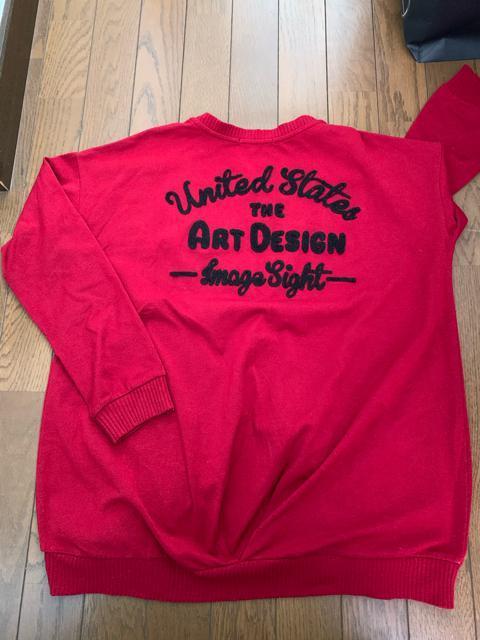 United States
THE
ART DESIGN
Image Sight